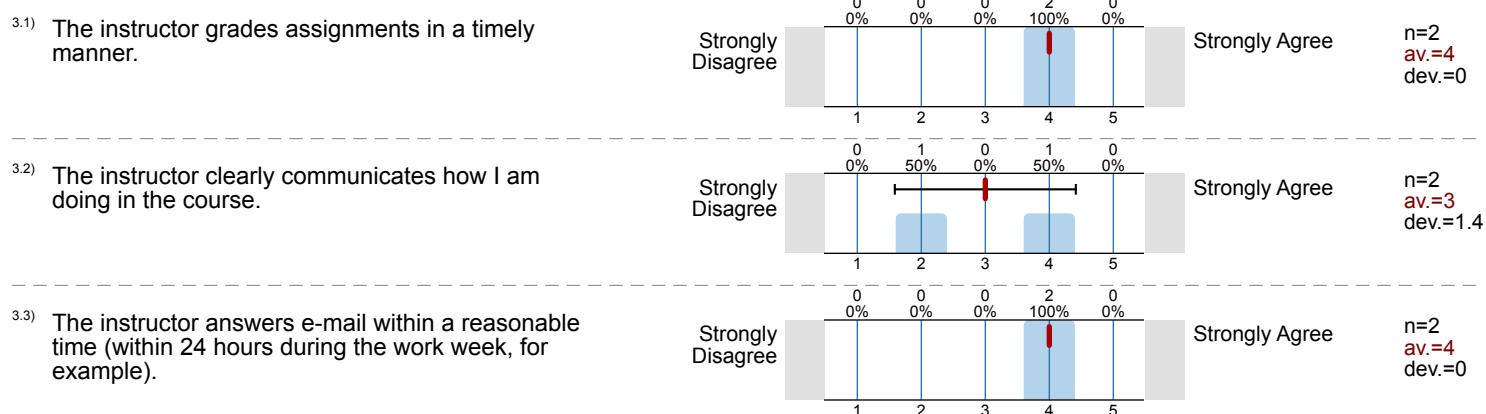 0 0 0 2 0
0% 0% 0% 100% 0%
3.1) The instructor grades assignments in a timely
manner.
Strongly
Disagree
Strongly Agree
n=2
av.=4
dev.=0
1 2 3 4 5
0 1 0 1 0
0% 50% 0% 50% 0%
3.2) The instructor clearly communicates how I am
doing in the course.
Strongly
Disagree
Strongly Agree
n=2
av.=3
dev.=1.4
1 2 3 4 5
0 0 0 2 0
0% 0% 0% 100% 0%
3.3) The instructor answers e-mail within a reasonable
time (within 24 hours during the work week, for
example).
Strongly
Disagree
Strongly Agree
n=2
av.=4
dev.=0
1 2 3 4 5